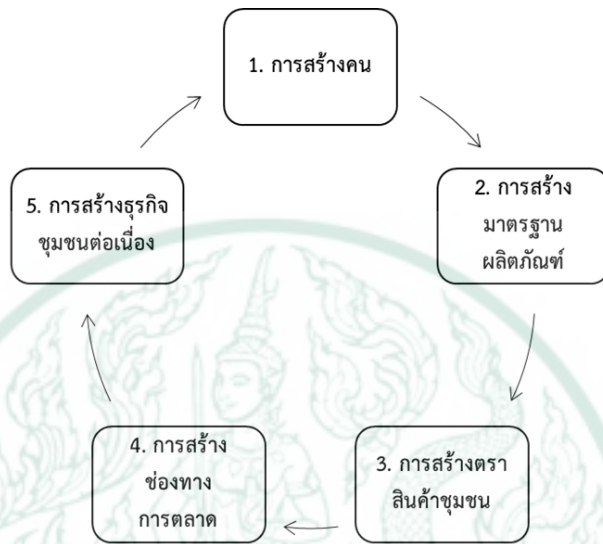 1. การสร้างคน
2. การสร้าง
มาตรฐาน
ผลิตภัณฑ์
3. การสร้างตรา
สินค้าชุมชน
4. การสร้าง
ช่องทาง
การตลาด
5. การสร้างธุรกิจ
ชุมชนต่อเนื่อง